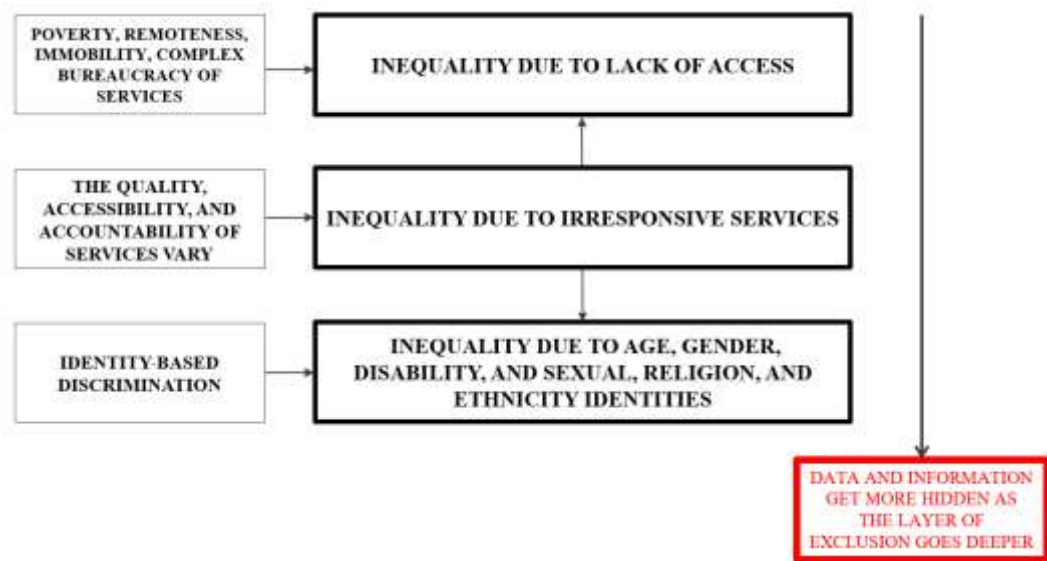 POVERTY, REMOTENESS,
IMMOBILITY, COMPLEX
BUREAUCRACY OF
SERVICES
INEQUALITY DUE TO LACK OF ACCESS
THE QUALITY,
ACCESSIBILITY, AND
ACCOUNTABILITY OF
SERVICES VARY
INEQUALITY DUE TO IRRESPONSIVE SERVICES
IDENTITY-BASED
DISCRIMINATION
INEQUALITY DUE TO AGE, GENDER,
DISABILITY, AND SEXUAL, RELIGION, AND
ETHNICITY IDENTITIES
DATA AND INFORMATION
GET MORE HIDDEN AS
THE LAYER OF
EXCLUSION GOES DEEPER